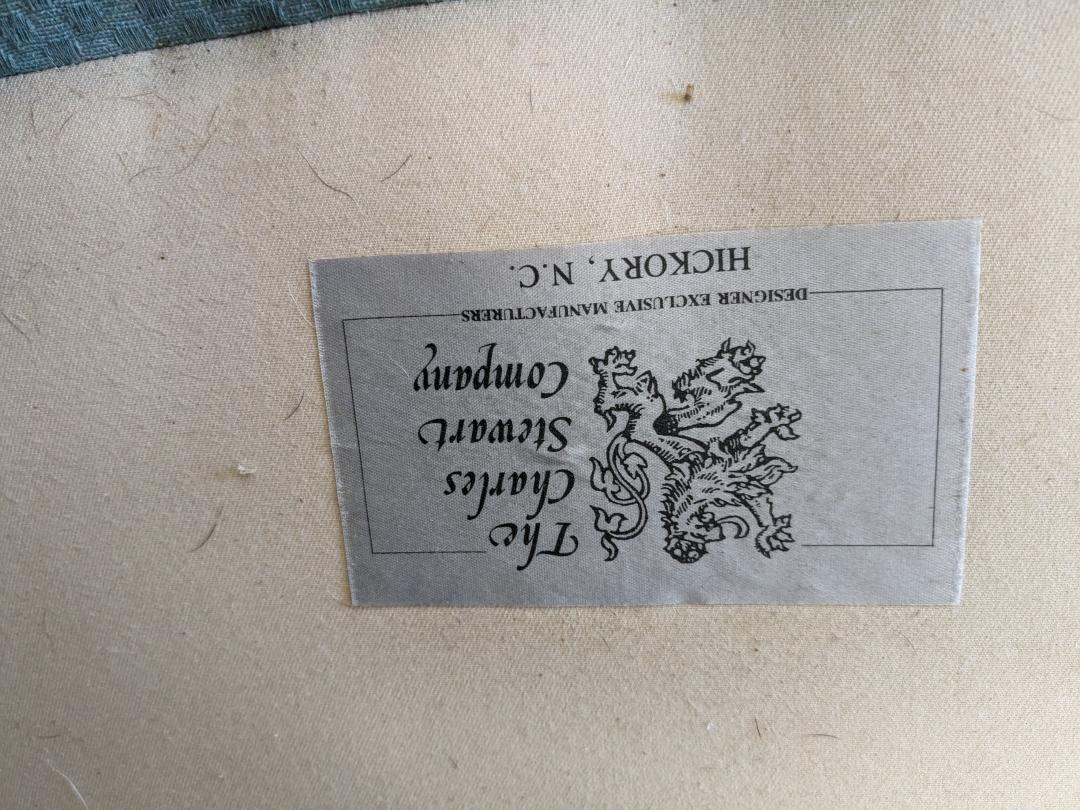 The
Charles
Stewart
Company
DESIGNER EXCLUSIVE MANUFACTURERS
HICKORY, N.C.